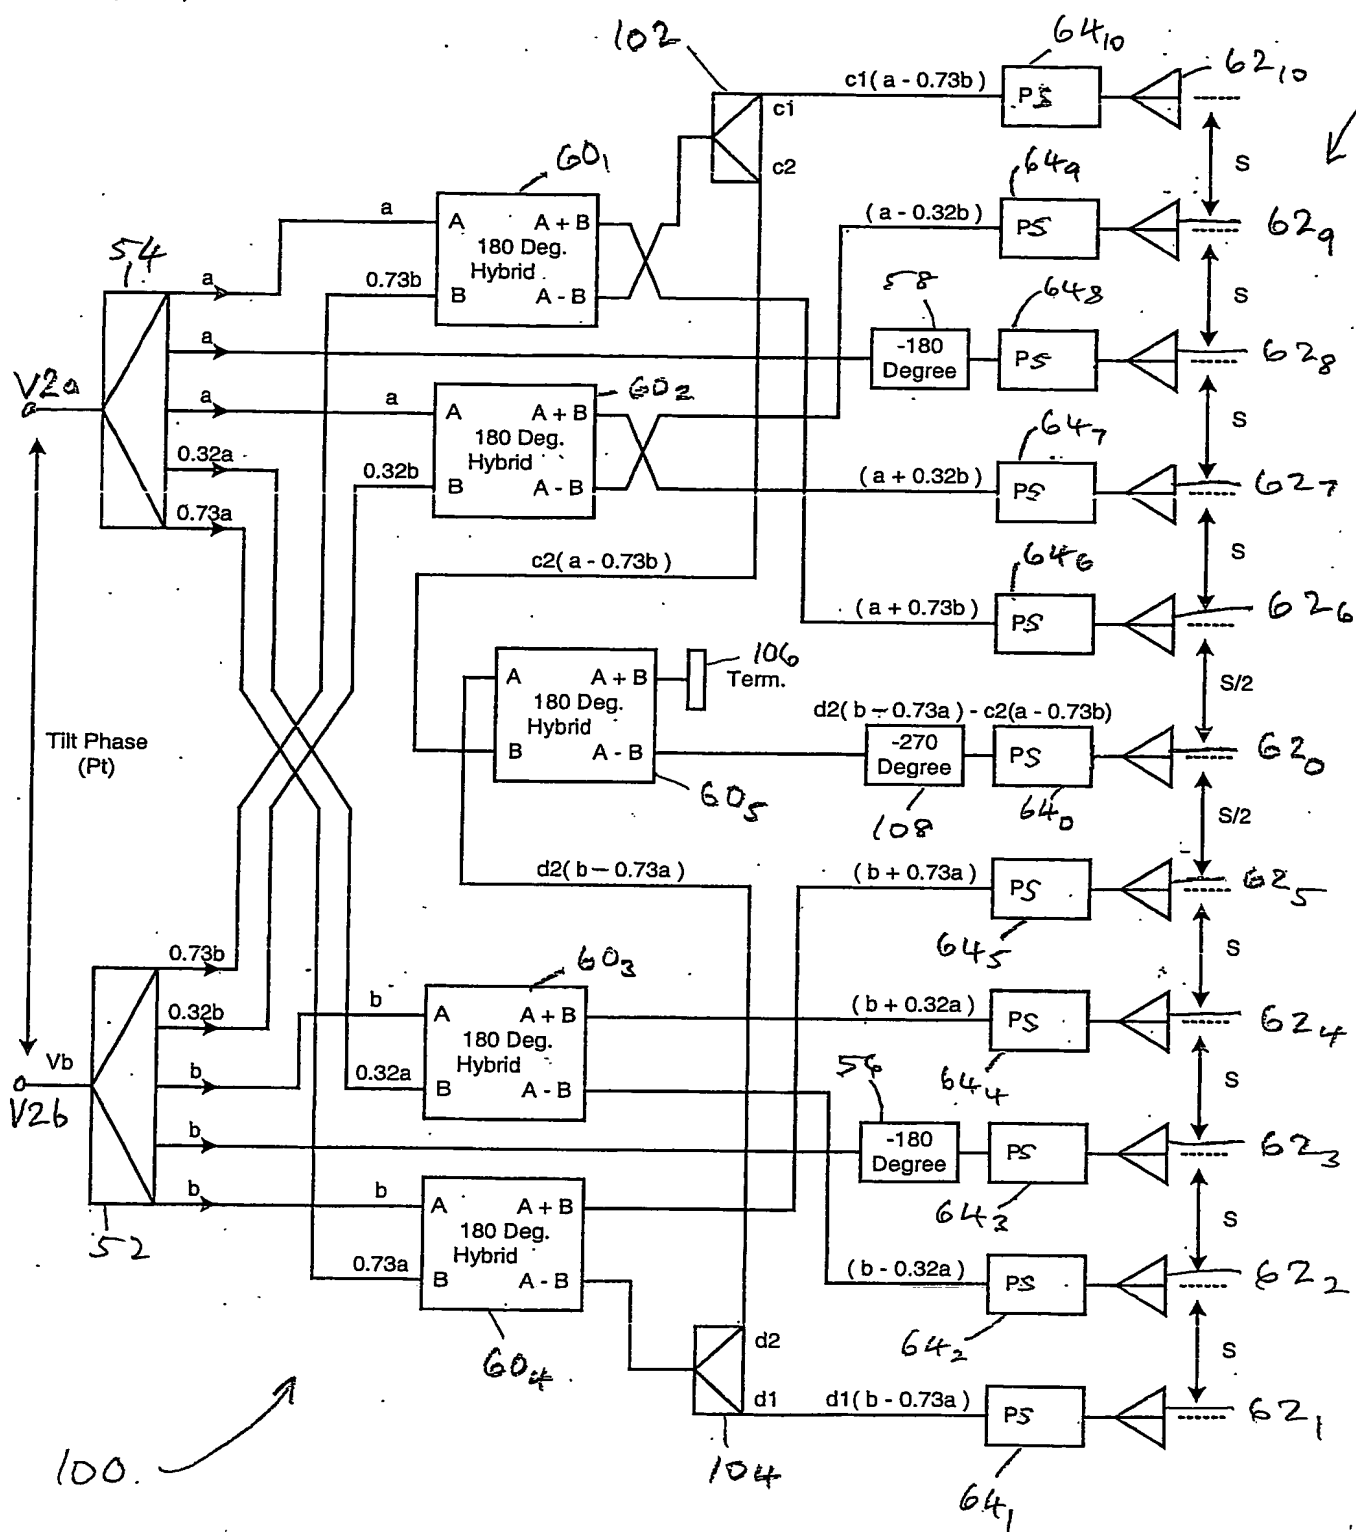 102
64₁₀
62₁₀
c1( a - 0.73b )
PS
c1
c2
S
60₁
64₉
a
A
A + B
180 Deg.
Hybrid
( a - 0.32b )
PS
62₉
54
a
0.73b
B
A - B
58
64₈
S
a
-180
Degree
PS
62₈
V2a
a
a
60₂
A
A + B
180 Deg.
Hybrid
64₇
S
0.32a
0.32b
B
A - B
( a + 0.32b )
PS
62₇
0.73a
c2( a - 0.73b )
64₆
S
( a + 0.73b )
PS
62₆
106
Term.
A
A + B
180 Deg.
Hybrid
S/2
Tilt Phase
(Pt)
d2( b - 0.73a ) - c2(a - 0.73b)
B
A - B
-270
Degree
PS
62₀
60₅
108
64₀
S/2
d2( b - 0.73a )
( b + 0.73a )
PS
62₅
64₅
S
0.73b
60₃
0.32b
b
A
A + B
180 Deg.
Hybrid
( b + 0.32a )
PS
62₄
Vb
V2b
b
0.32a
B
A - B
56
64₄
S
b
-180
Degree
PS
62₃
b
b
A
A + B
180 Deg.
Hybrid
64₃
S
52
0.73a
B
A - B
( b - 0.32a )
PS
62₂
60₄
d2
64₂
S
d1
d1( b - 0.73a )
PS
62₁
100.
104
64₁